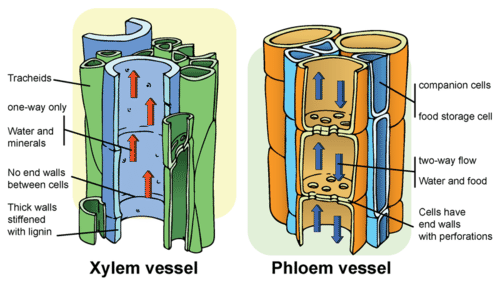 Tracheids
one-way only
Water and
minerals
No end walls
between cells
Thick walls
stiffened
with lignin
Xylem vessel
companion cells
food storage cell
two-way flow
Water and food
Cells have
end walls
with perforations
Phloem vessel